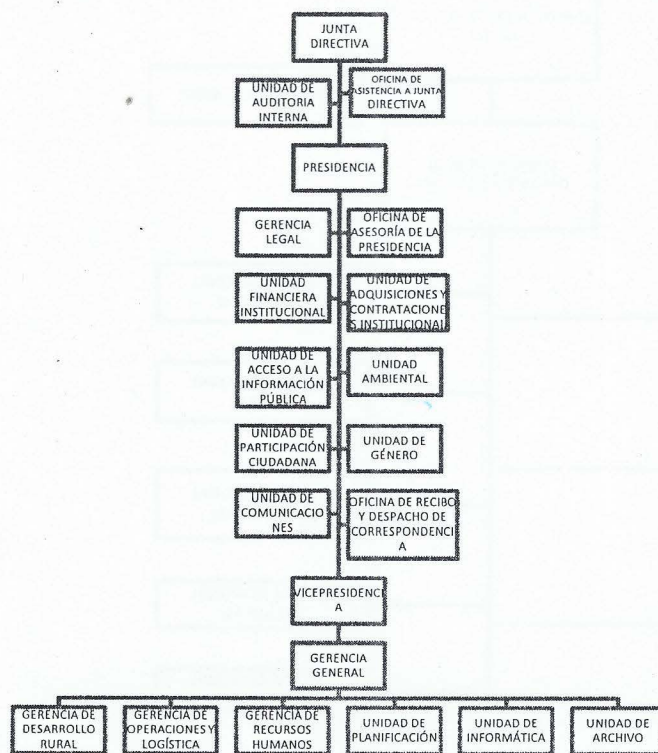 JUNTA
DIRECTIVA
UNIDAD DE
AUDITORIA
INTERNA
OFICINA DE
ASISTENCIA A JUNTA
DIRECTIVA
PRESIDENCIA
GERENCIA
LEGAL
OFICINA DE
ASESORÍA DE LA
PRESIDENCIA
UNIDAD
FINANCIERA
INSTITUCIONAL
UNIDAD DE
ADQUISICIONES Y
CONTRATACIONE
S INSTITUCIONAL
UNIDAD DE
ACCESO A LA
INFORMACIÓN
PÚBLICA
UNIDAD
AMBIENTAL
UNIDAD DE
PARTICIPACIÓN
CIUDADANA
UNIDAD DE
GÉNERO
UNIDAD DE
COMUNICACIO
NES
OFICINA DE RECIBO
Y DESPACHO DE
CORRESPONDENCI
A
VICEPRESIDENCI
A
GERENCIA
GENERAL
GERENCIA DE
DESARROLLO
RURAL
GERENCIA DE
OPERACIONES Y
LOGÍSTICA
GERENCIA DE
RECURSOS
HUMANOS
UNIDAD DE
PLANIFICACIÓN
UNIDAD DE
INFORMÁTICA
UNIDAD DE
ARCHIVO